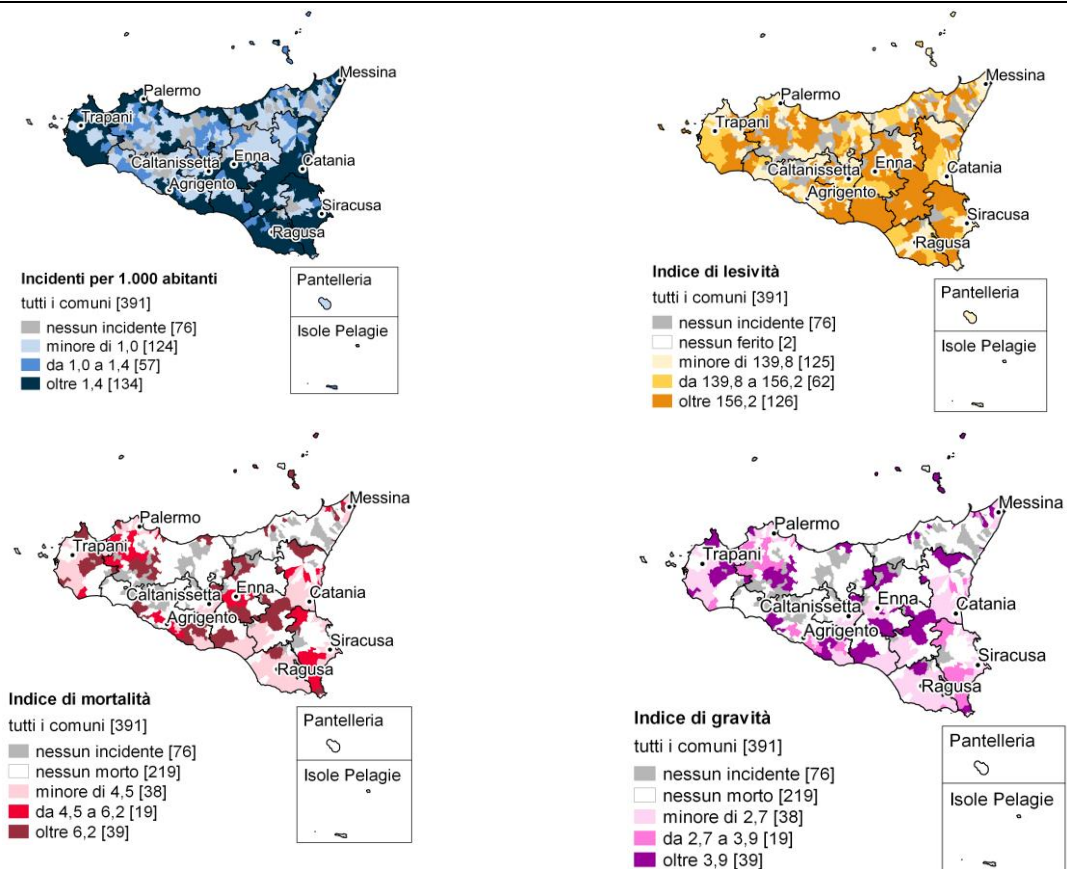 Messina
Palermo
Trapani
Caltanissetta
Enna
Catania
Agrigento
Siracusa
Ragusa
Incidenti per 1.000 abitanti
tutti i comuni [391]
nessun incidente [76]
minore di 1,0 [124]
da 1,0 a 1,4 [57]
oltre 1,4 [134]
Pantelleria
Isole Pelagie
Messina
Palermo
Trapani
Caltanissetta
Enna
Catania
Agrigento
Siracusa
Ragusa
Indice di lesività
tutti i comuni [391]
nessun incidente [76]
nessun ferito [2]
minore di 139,8 [125]
da 139,8 a 156,2 [62]
oltre 156,2 [126]
Pantelleria
Isole Pelagie
Messina
Palermo
Trapani
Caltanissetta
Enna
Catania
Agrigento
Siracusa
Ragusa
Indice di mortalità
tutti i comuni [391]
nessun incidente [76]
nessun morto [219]
minore di 4,5 [38]
da 4,5 a 6,2 [19]
oltre 6,2 [39]
Pantelleria
Isole Pelagie
Messina
Palermo
Trapani
Caltanissetta
Enna
Catania
Agrigento
Siracusa
Ragusa
Indice di gravità
tutti i comuni [391]
nessun incidente [76]
nessun morto [219]
minore di 2,7 [38]
da 2,7 a 3,9 [19]
oltre 3,9 [39]
Pantelleria
Isole Pelagie